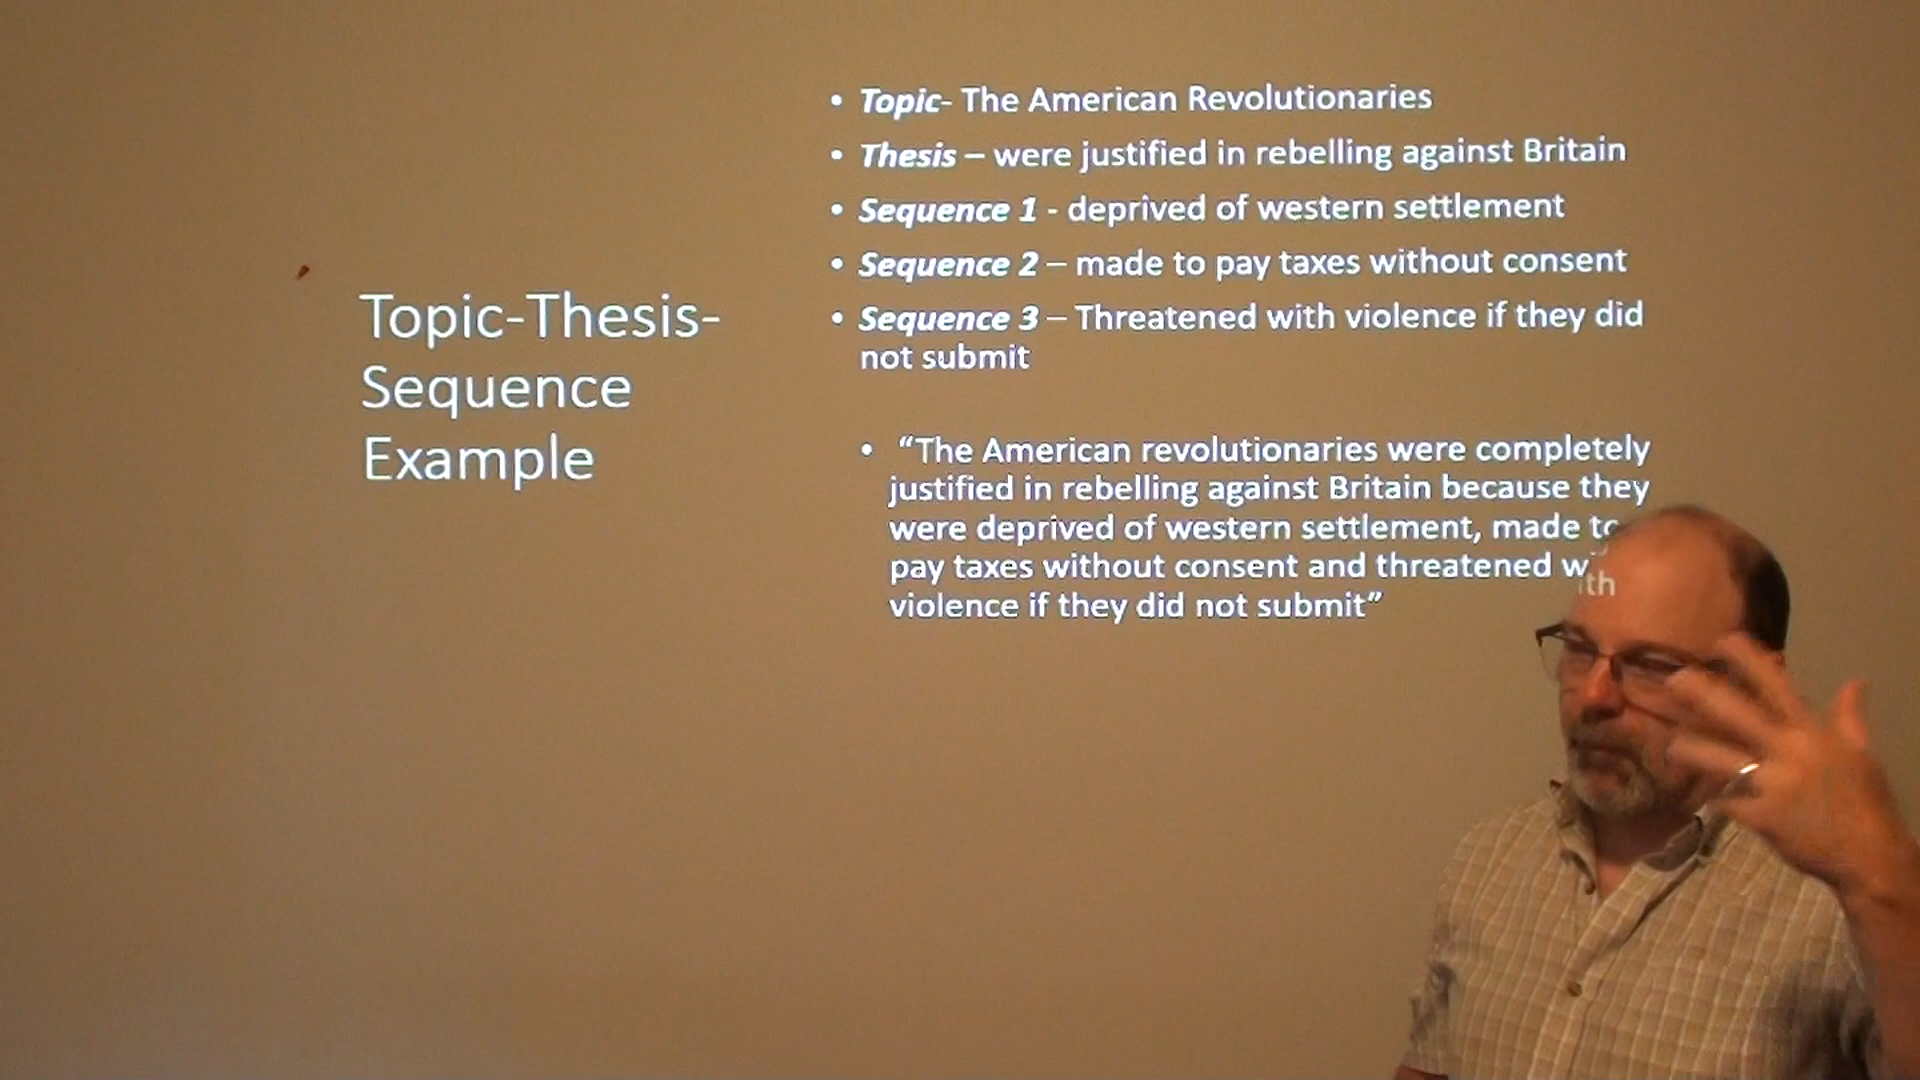 Topic-Thesis-
Sequence
Example
• Topic- The American Revolutionaries
• Thesis – were justified in rebelling against Britain
• Sequence 1 - deprived of western settlement
• Sequence 2 – made to pay taxes without consent
• Sequence 3 – Threatened with violence if they did
not submit
• “The American revolutionaries were completely
justified in rebelling against Britain because they
were deprived of western settlement, made to
pay taxes without consent and threatened with
violence if they did not submit”